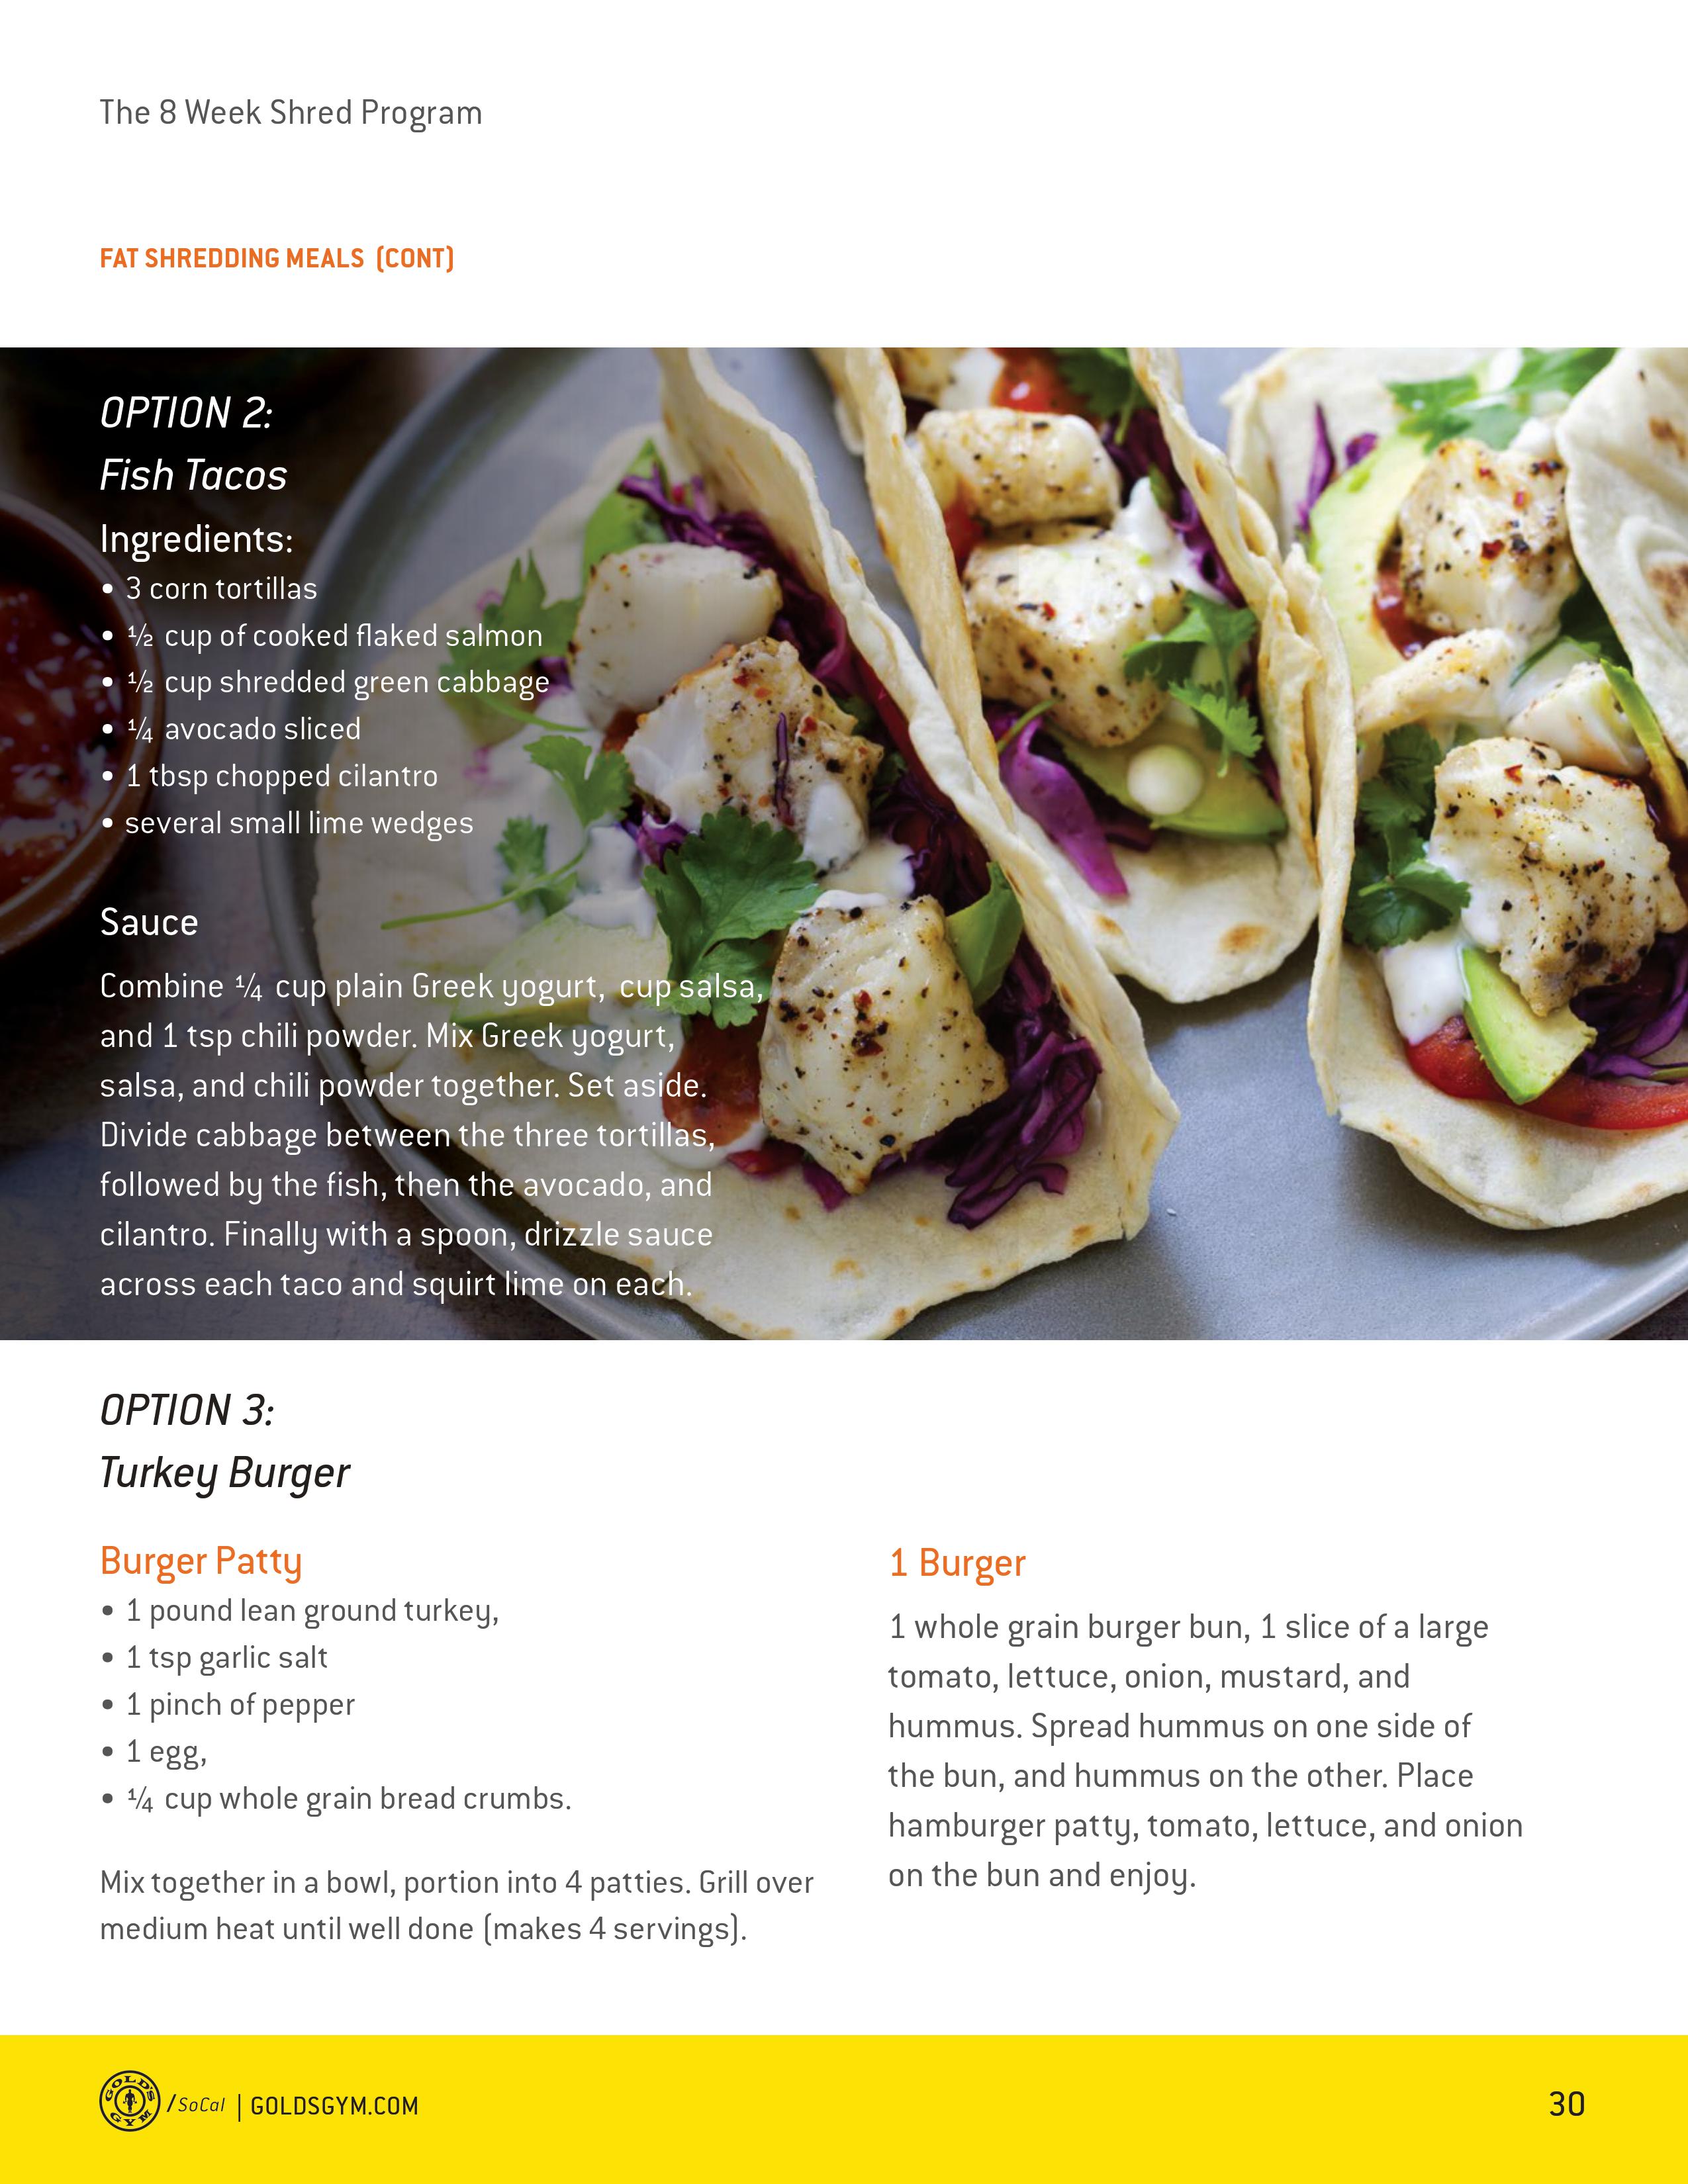 The 8 Week Shred Program
FAT SHREDDING MEALS (CONT)
OPTION 2:
Fish Tacos
Ingredients:
• 3 corn tortillas
• ½ cup of cooked flaked salmon
• ½ cup shredded green cabbage
• ¼ avocado sliced
• 1 tbsp chopped cilantro
• several small lime wedges
Sauce
Combine ¼ cup plain Greek yogurt, cup salsa,
and 1 tsp chili powder. Mix Greek yogurt,
salsa, and chili powder together. Set aside.
Divide cabbage between the three tortillas,
followed by the fish, then the avocado, and
cilantro. Finally with a spoon, drizzle sauce
across each taco and squirt lime on each.
OPTION 3:
Turkey Burger
Burger Patty
• 1 pound lean ground turkey,
• 1 tsp garlic salt
• 1 pinch of pepper
• 1 egg,
• ¼ cup whole grain bread crumbs.
Mix together in a bowl, portion into 4 patties. Grill over
medium heat until well done (makes 4 servings).
1 Burger
1 whole grain burger bun, 1 slice of a large
tomato, lettuce, onion, mustard, and
hummus. Spread hummus on one side of
the bun, and hummus on the other. Place
hamburger patty, tomato, lettuce, and onion
on the bun and enjoy.
GOLD'S GYM /SoCal | GOLDSGYM.COM
30